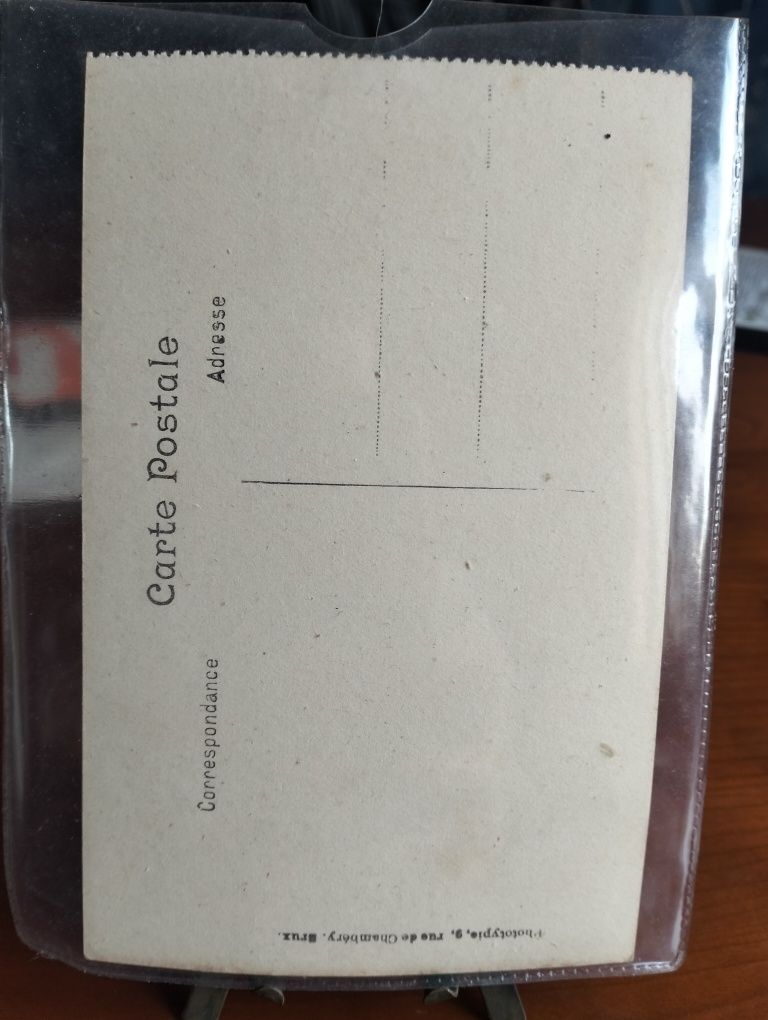 Carte Postale
Correspondance
Adresse
Phototypie, 9, rue de Chambéry. Brux.